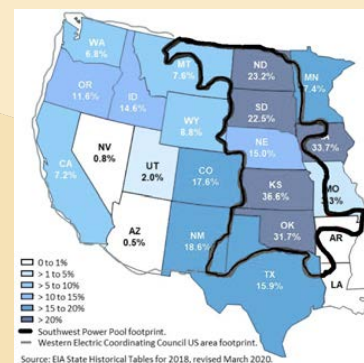 WA
6.8%
MT
7.6%
ND
23.2%
MN
7.4%
OR
11.6%
ID
14.6%
SD
22.5%
WY
8.8%
33.7%
NE
15.0%
NV
0.8%
UT
2.0%
CA
7.2%
CO
17.6%
KS
36.6%
MO
AZ
0.5%
NM
18.6%
OK
31.7%
AR
TX
15.9%
LA
0 to 1%
> 1 to 5%
> 5 to 10%
> 10 to 15%
> 15 to 20%
> 20%
Southwest Power Pool footprint.
Western Electric Coordinating Council US area footprint.
Source: EIA State Historical Tables for 2018, revised March 2020.